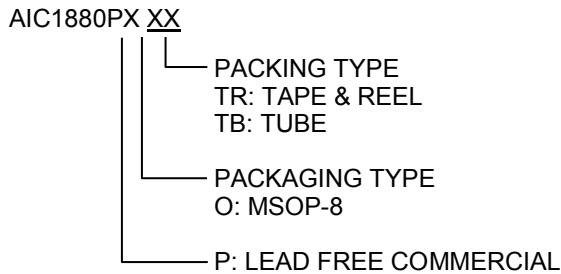 AIC1880PX XX
PACKING TYPE
TR: TAPE & REEL
TB: TUBE
PACKAGING TYPE
O: MSOP-8
P: LEAD FREE COMMERCIAL